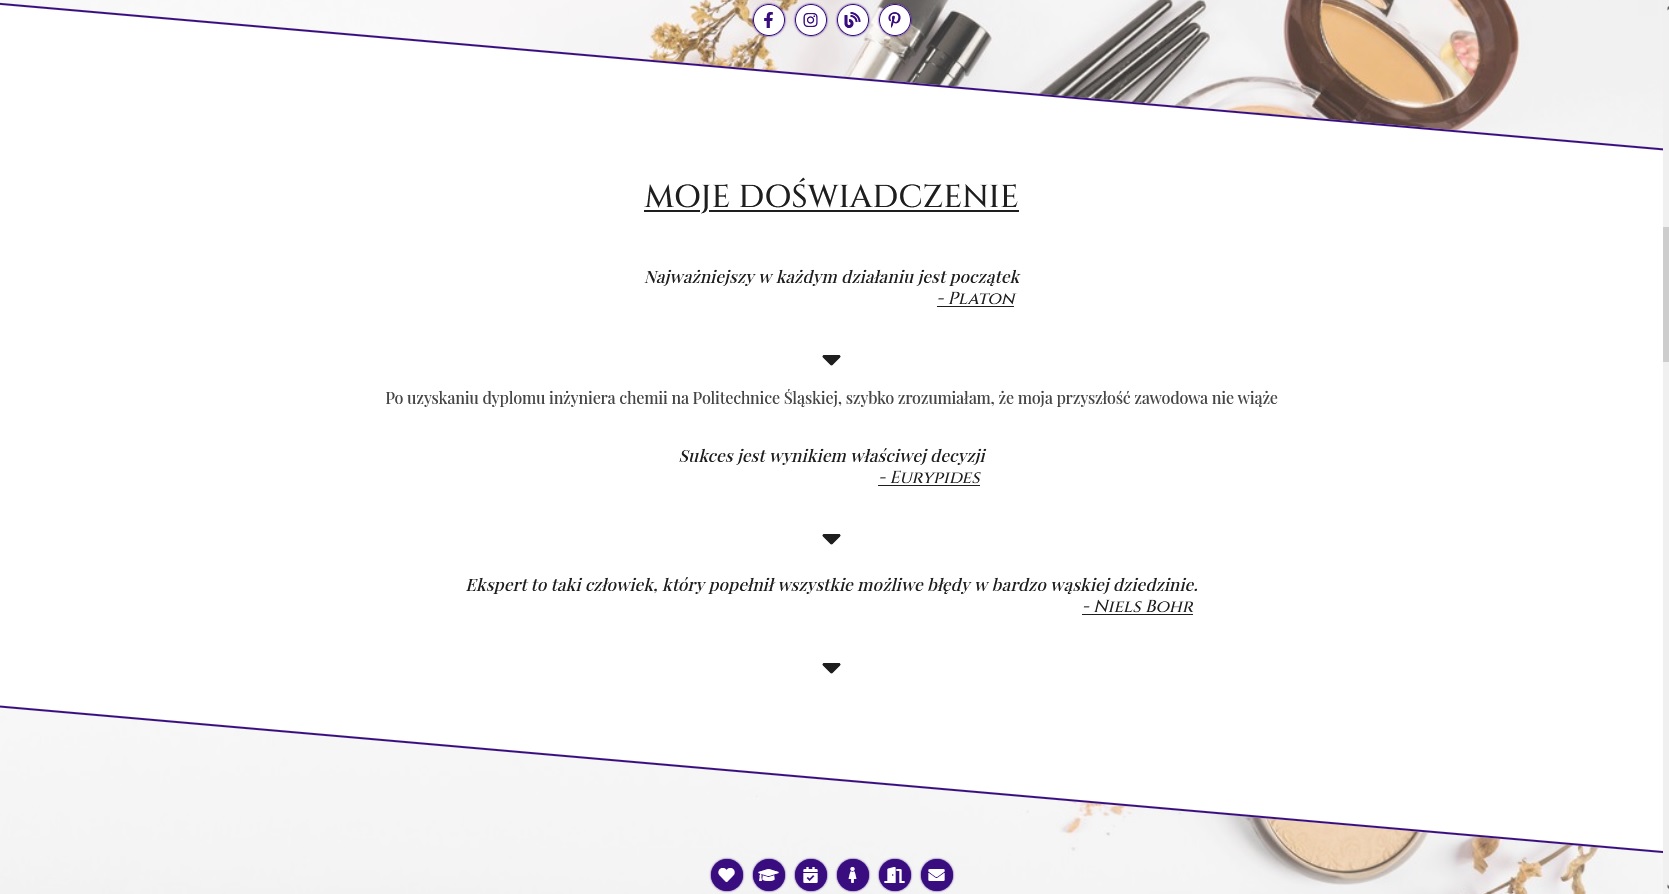 MOJE DOŚWIADCZENIE
Najważniejszy w każdym działaniu jest początek
- Platon
Po uzyskaniu dyplomu inżyniera chemii na Politechnice Śląskiej, szybko zrozumiałam, że moja przyszłość zawodowa nie wiąże
Sukces jest wynikiem właściwej decyzji
- Eurypides
Ekspert to taki człowiek, który popełnił wszystkie możliwe błędy w bardzo wąskiej dziedzinie.
- Niels Bohr